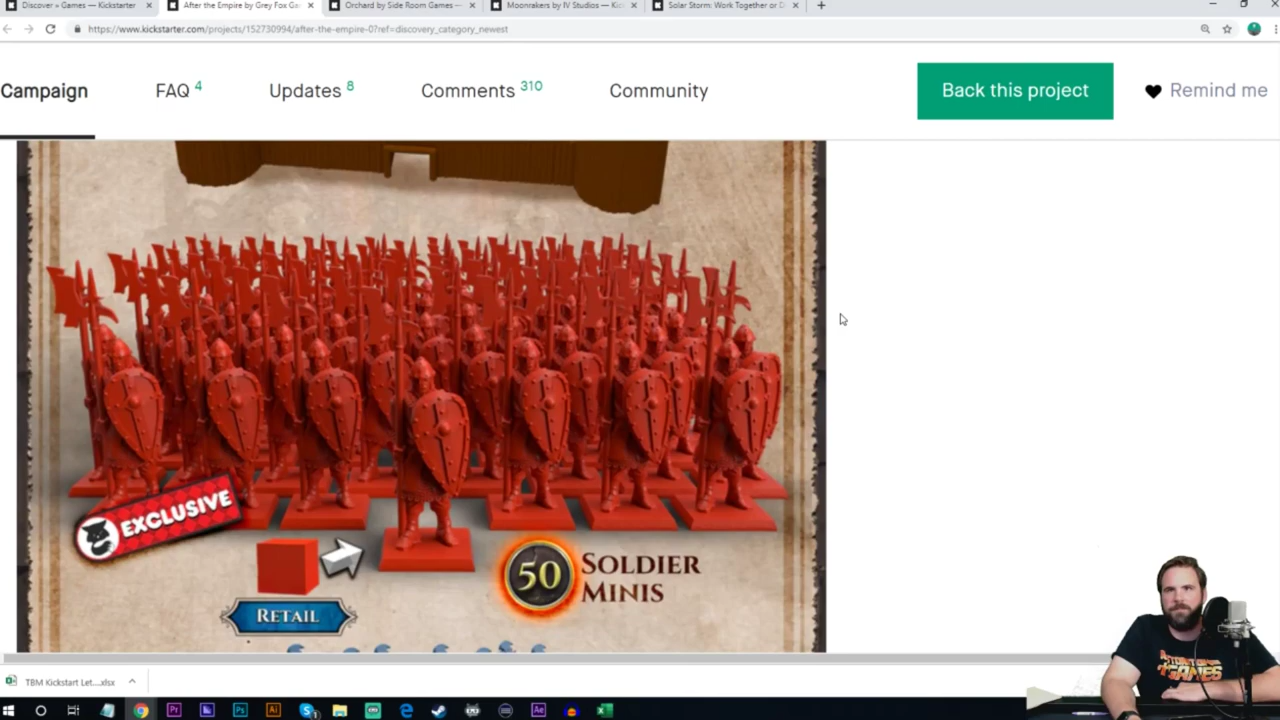 Discover » Games — Kickstarter
After the Empire by Grey Fox Ga
Orchard by Side Room Games —
Moonrakers by IV Studios — Kic
Solar Storm: Work Together or D
https://www.kickstarter.com/projects/152730994/after-the-empire-0?ref=discovery_category_newest
Campaign
FAQ 4
Updates 8
Comments 310
Community
Back this project
Remind me
EXCLUSIVE
RETAIL
50 SOLDIER
MINIS
GAMES
TBM Kickstart Let....xlsx